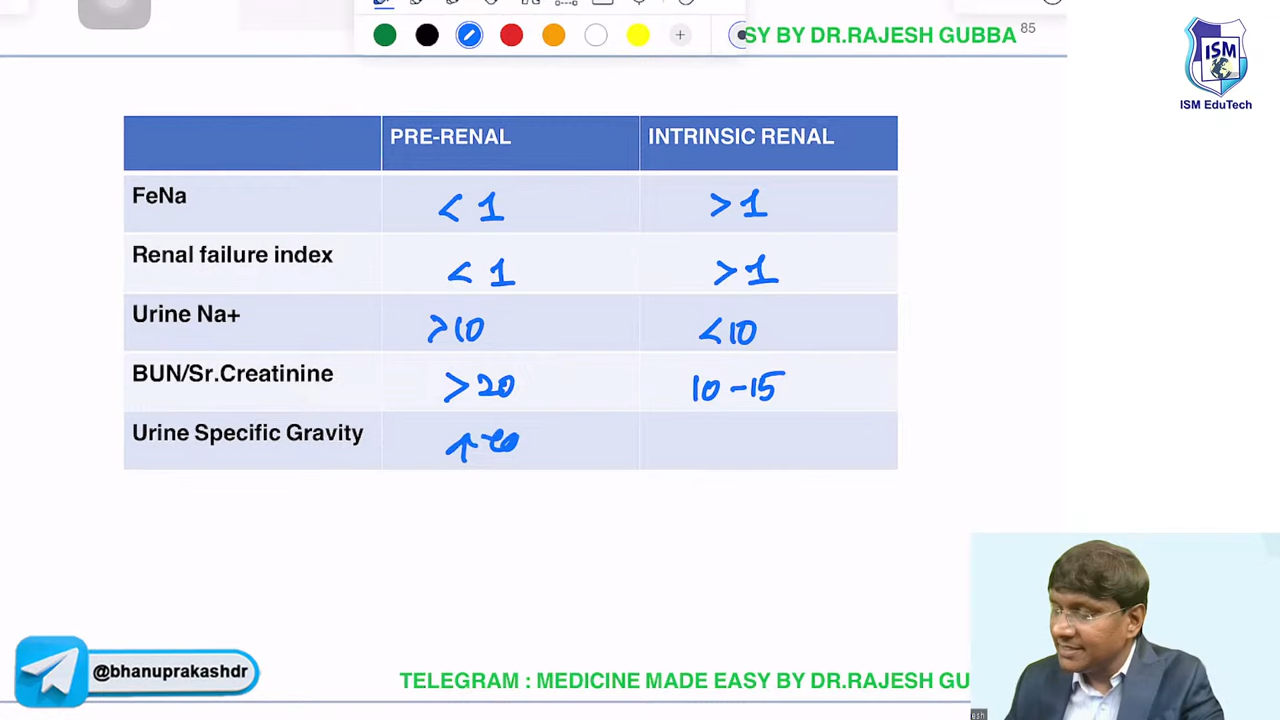 SY BY DR.RAJESH GUBBA 85
ISM
ISM EduTech
PRE-RENAL INTRINSIC RENAL
FeNa < 1 > 1
Renal failure index < 1 > 1
Urine Na+ >10 <10
BUN/Sr.Creatinine >20 10-15
Urine Specific Gravity ↑
@bhanuprakashdr
TELEGRAM : MEDICINE MADE EASY BY DR.RAJESH GU
esh